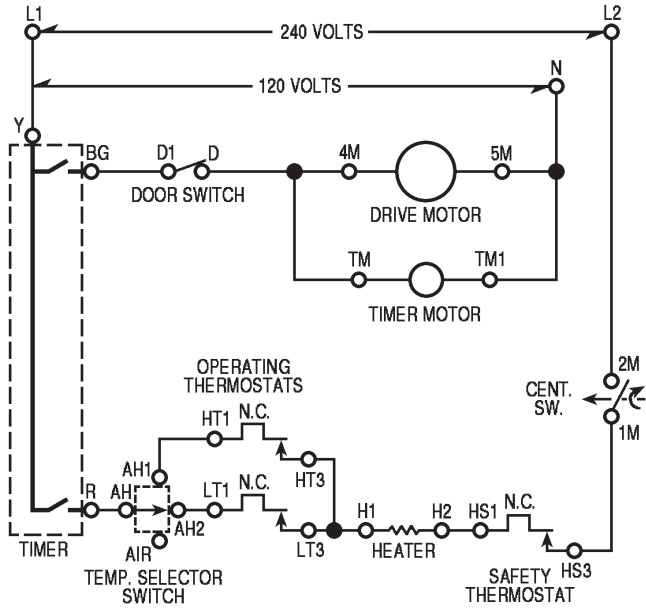 L1
L2
240 VOLTS
120 VOLTS
N
Y
BG
D1
D
4M
5M
DOOR SWITCH
DRIVE MOTOR
TM
TM1
TIMER MOTOR
OPERATING
THERMOSTATS
2M
CENT.
SW.
1M
HT1
N.C.
HT3
AH1
R
AH
AH2
LT1
N.C.
LT3
H1
H2
HS1
N.C.
HEATER
HS3
TIMER
AIR
TEMP. SELECTOR
SWITCH
SAFETY
THERMOSTAT